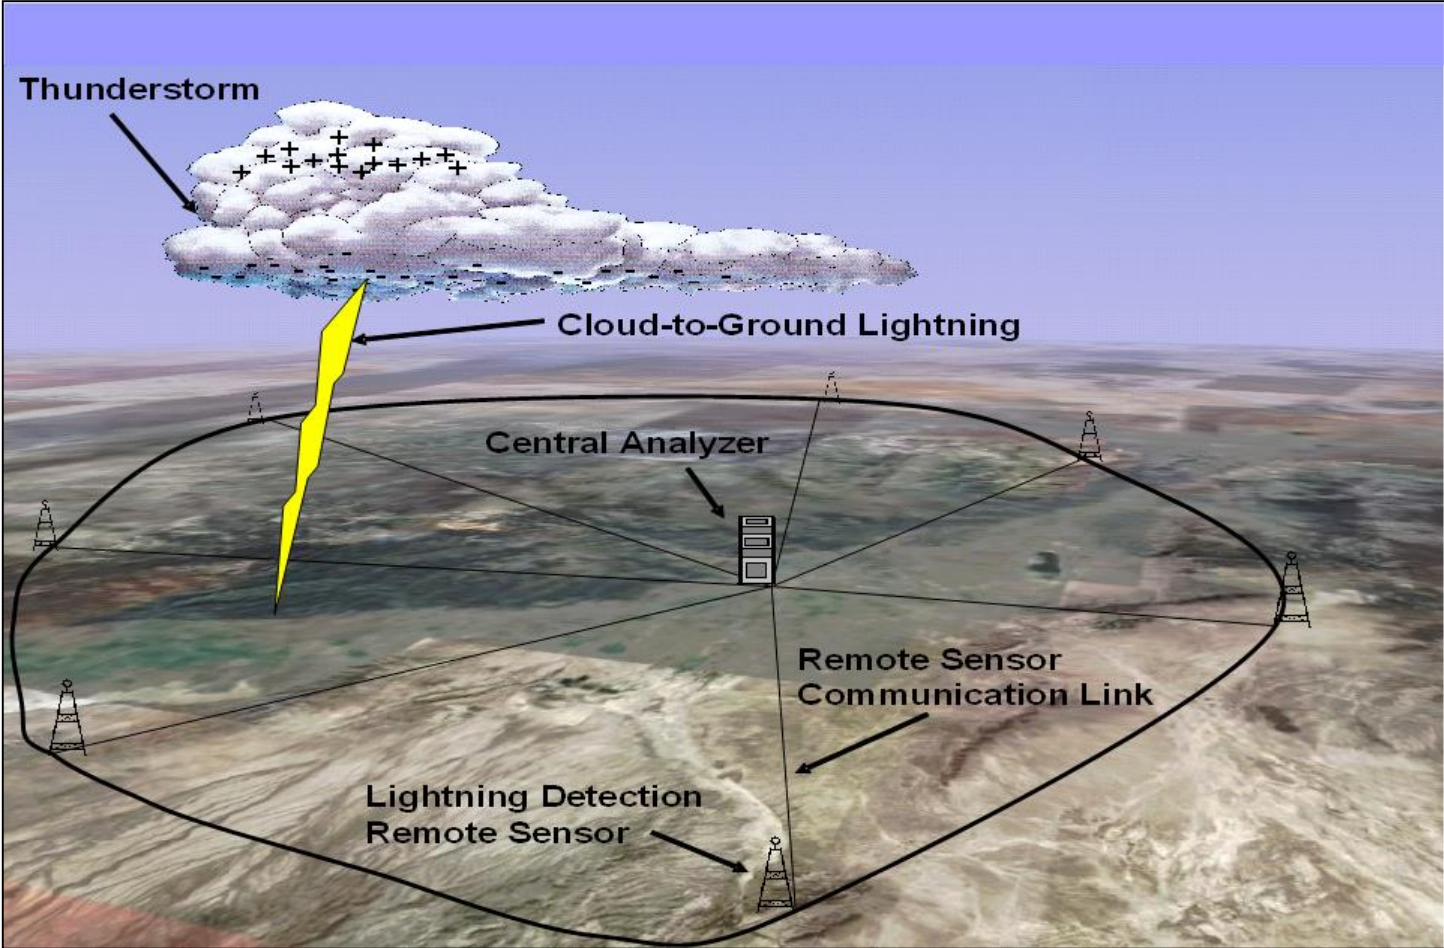 Thunderstorm
Cloud-to-Ground Lightning
Central Analyzer
Remote Sensor
Communication Link
Lightning Detection
Remote Sensor